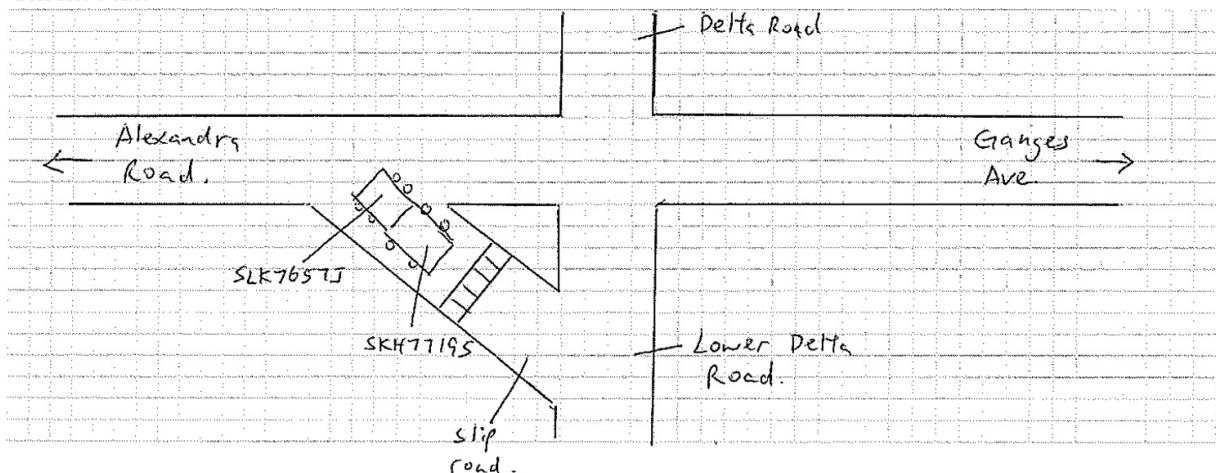 Delta Road
Alexandra
Road.
Ganges
Ave.
SLK7657J
SKH7719S
Lower Delta
Road.
slip
road.